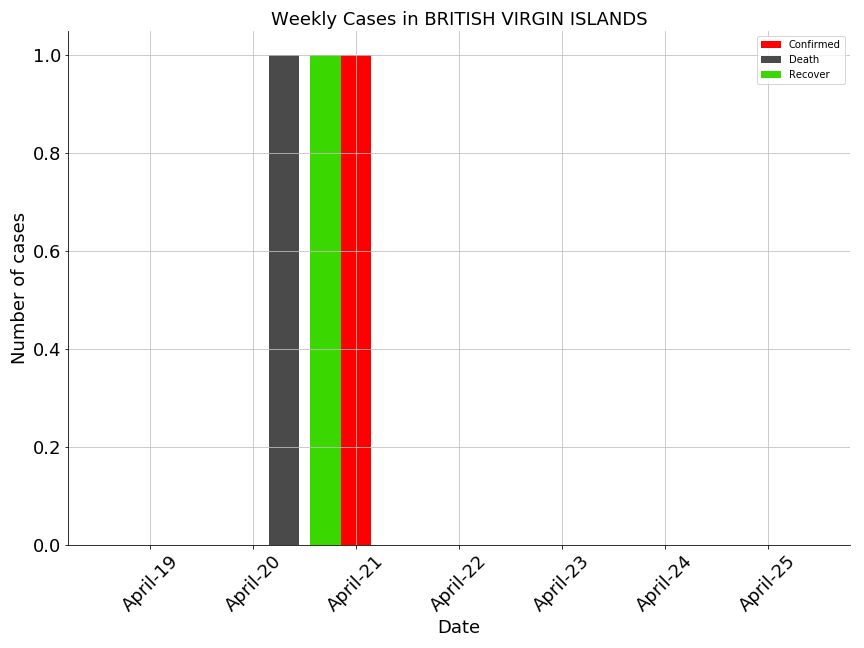 Weekly Cases in BRITISH VIRGIN ISLANDS
Confirmed
Death
Recover
Number of cases
1.0
0.8
0.6
0.4
0.2
0.0
April-19
April-20
April-21
April-22
April-23
April-24
April-25
Date